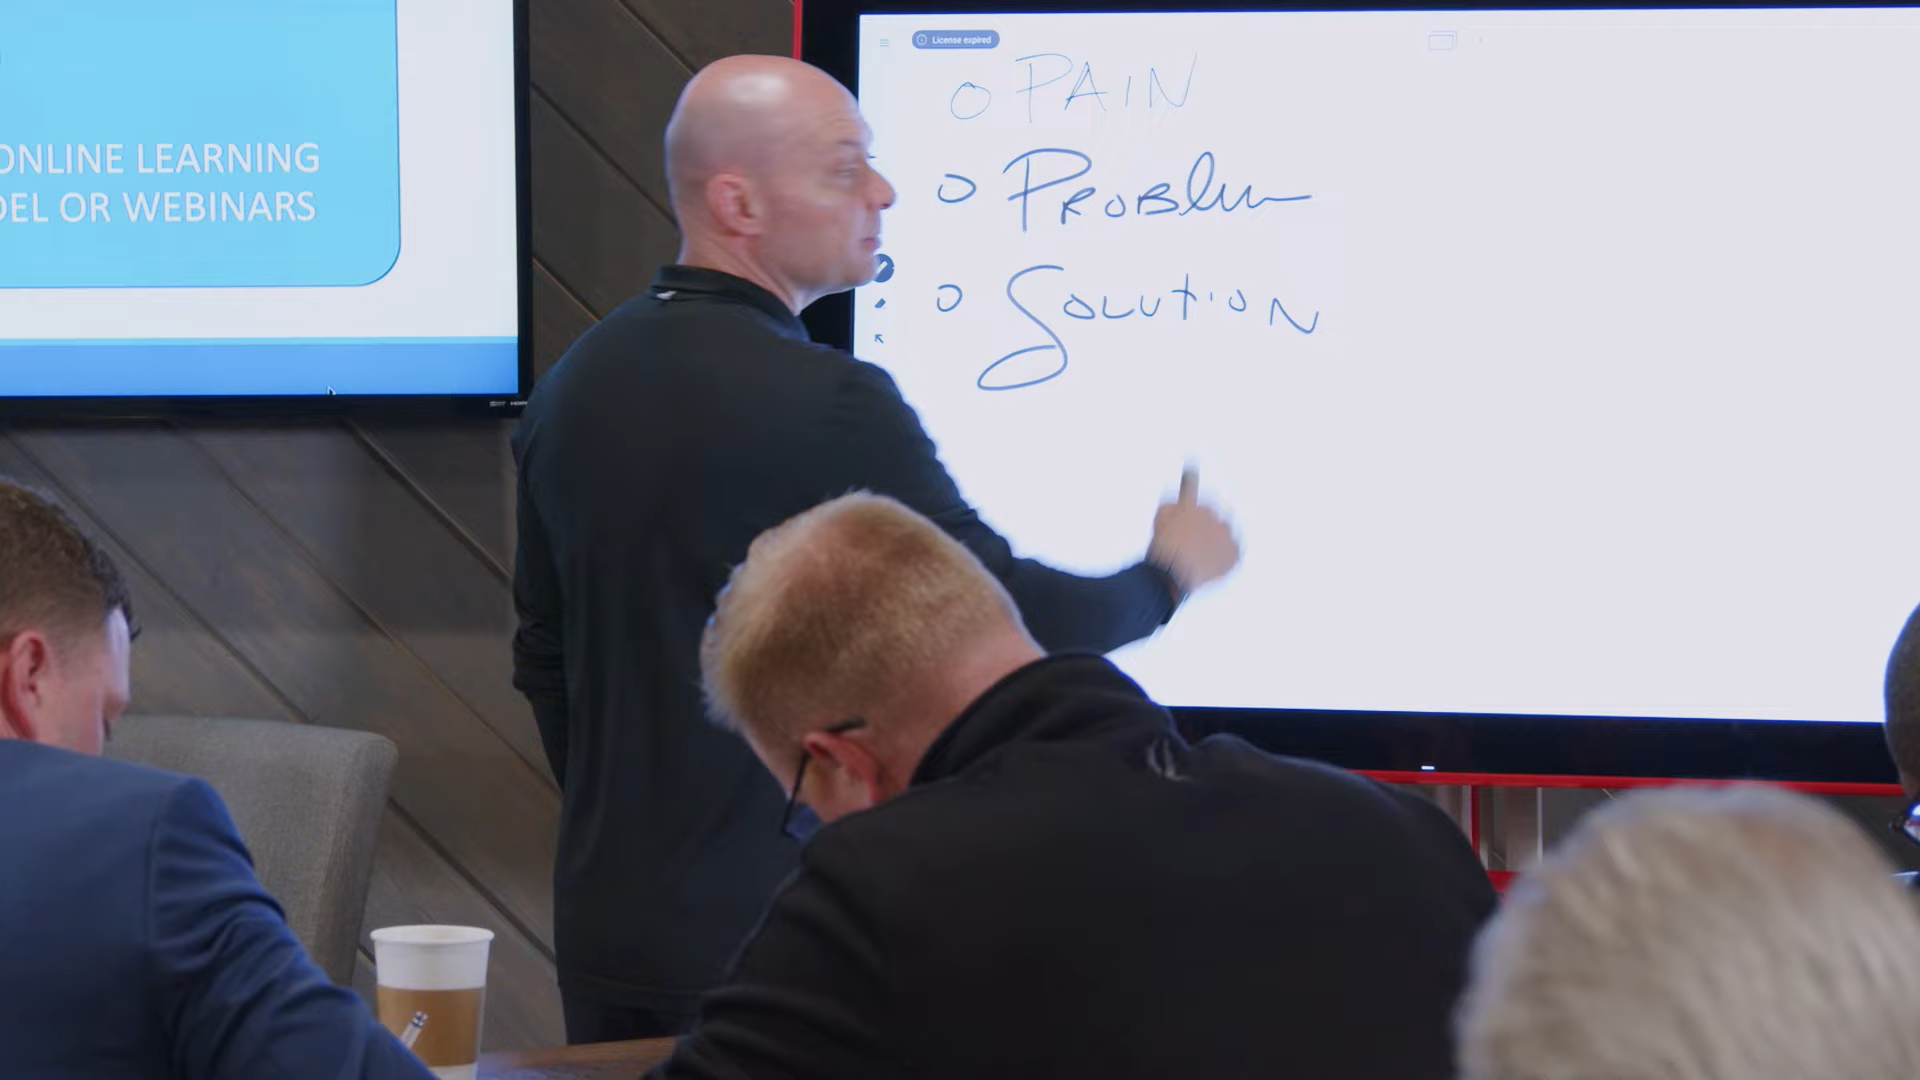 ONLINE LEARNING
DEL OR WEBINARS
License expired
PAIN
PROBlem
SOLUTION